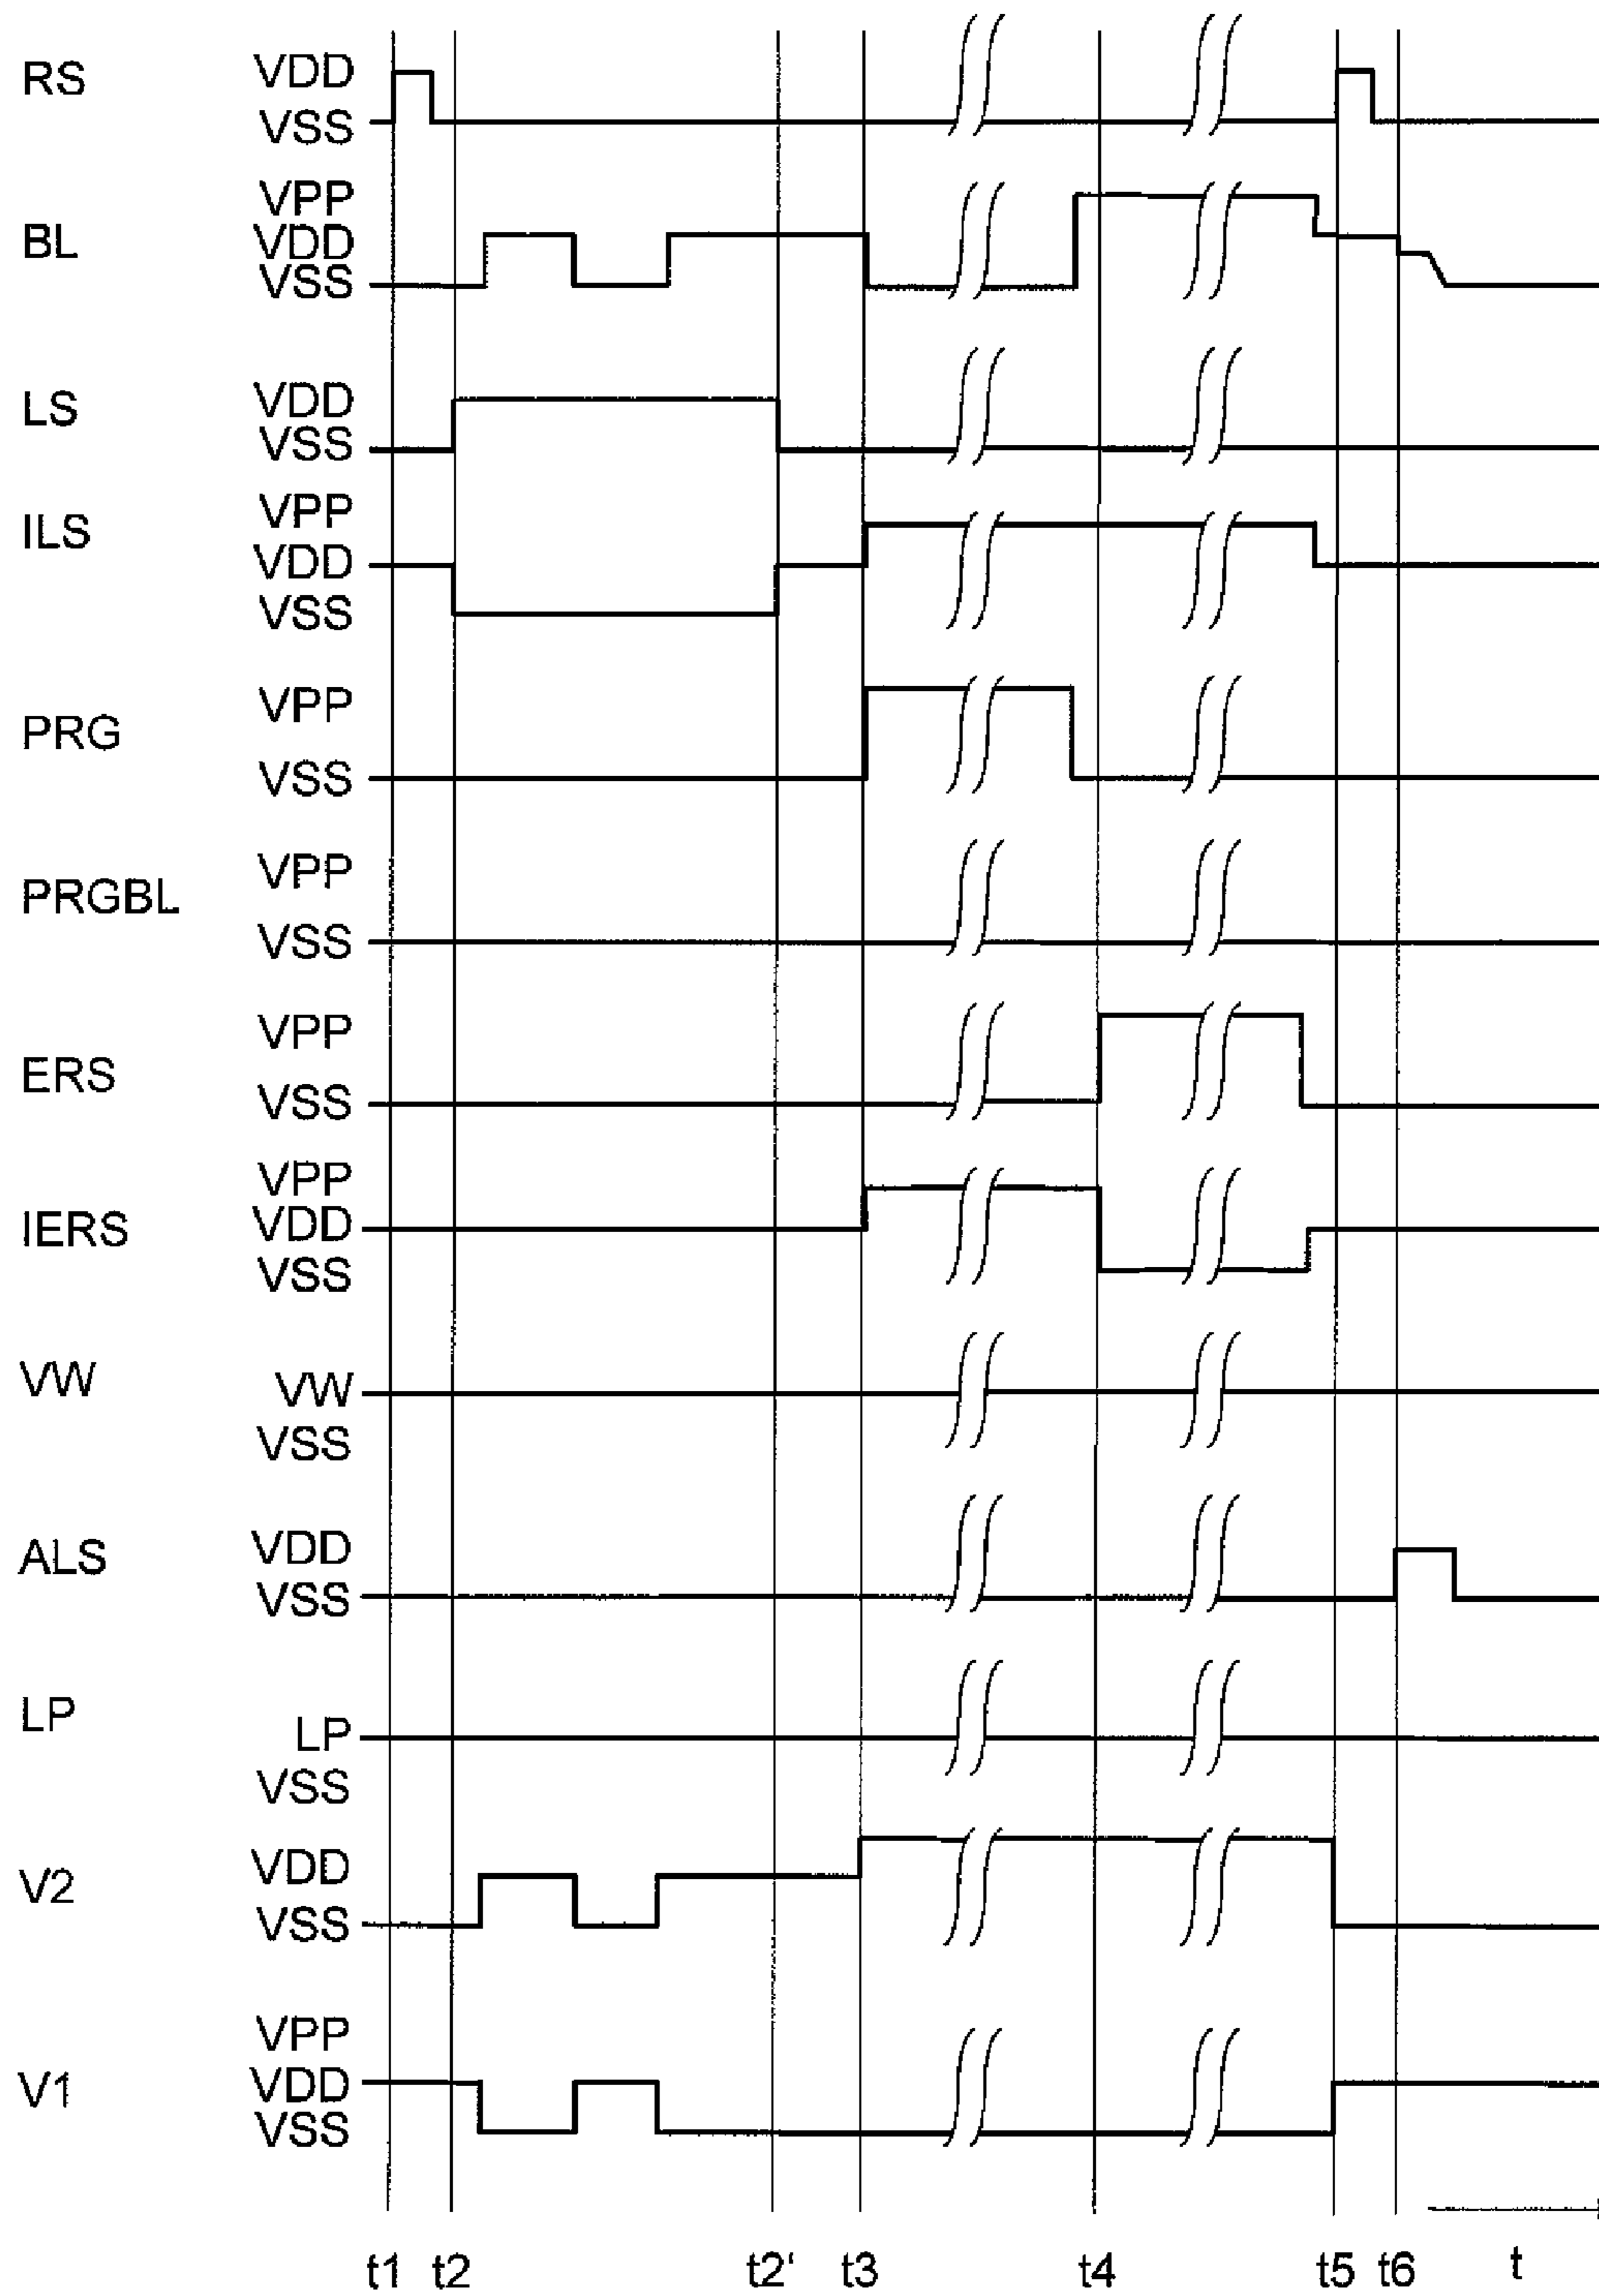 RS
VDD
VSS
BL
VPP
VDD
VSS
LS
VDD
VSS
ILS
VPP
VDD
VSS
PRG
VPP
VSS
PRGBL
VPP
VSS
ERS
VPP
VSS
IERS
VPP
VDD
VSS
VW
VW
VSS
ALS
VDD
VSS
LP
LP
VSS
V2
VDD
VSS
V1
VPP
VDD
VSS
t1 t2 t2' t3 t4 t5 t6 t